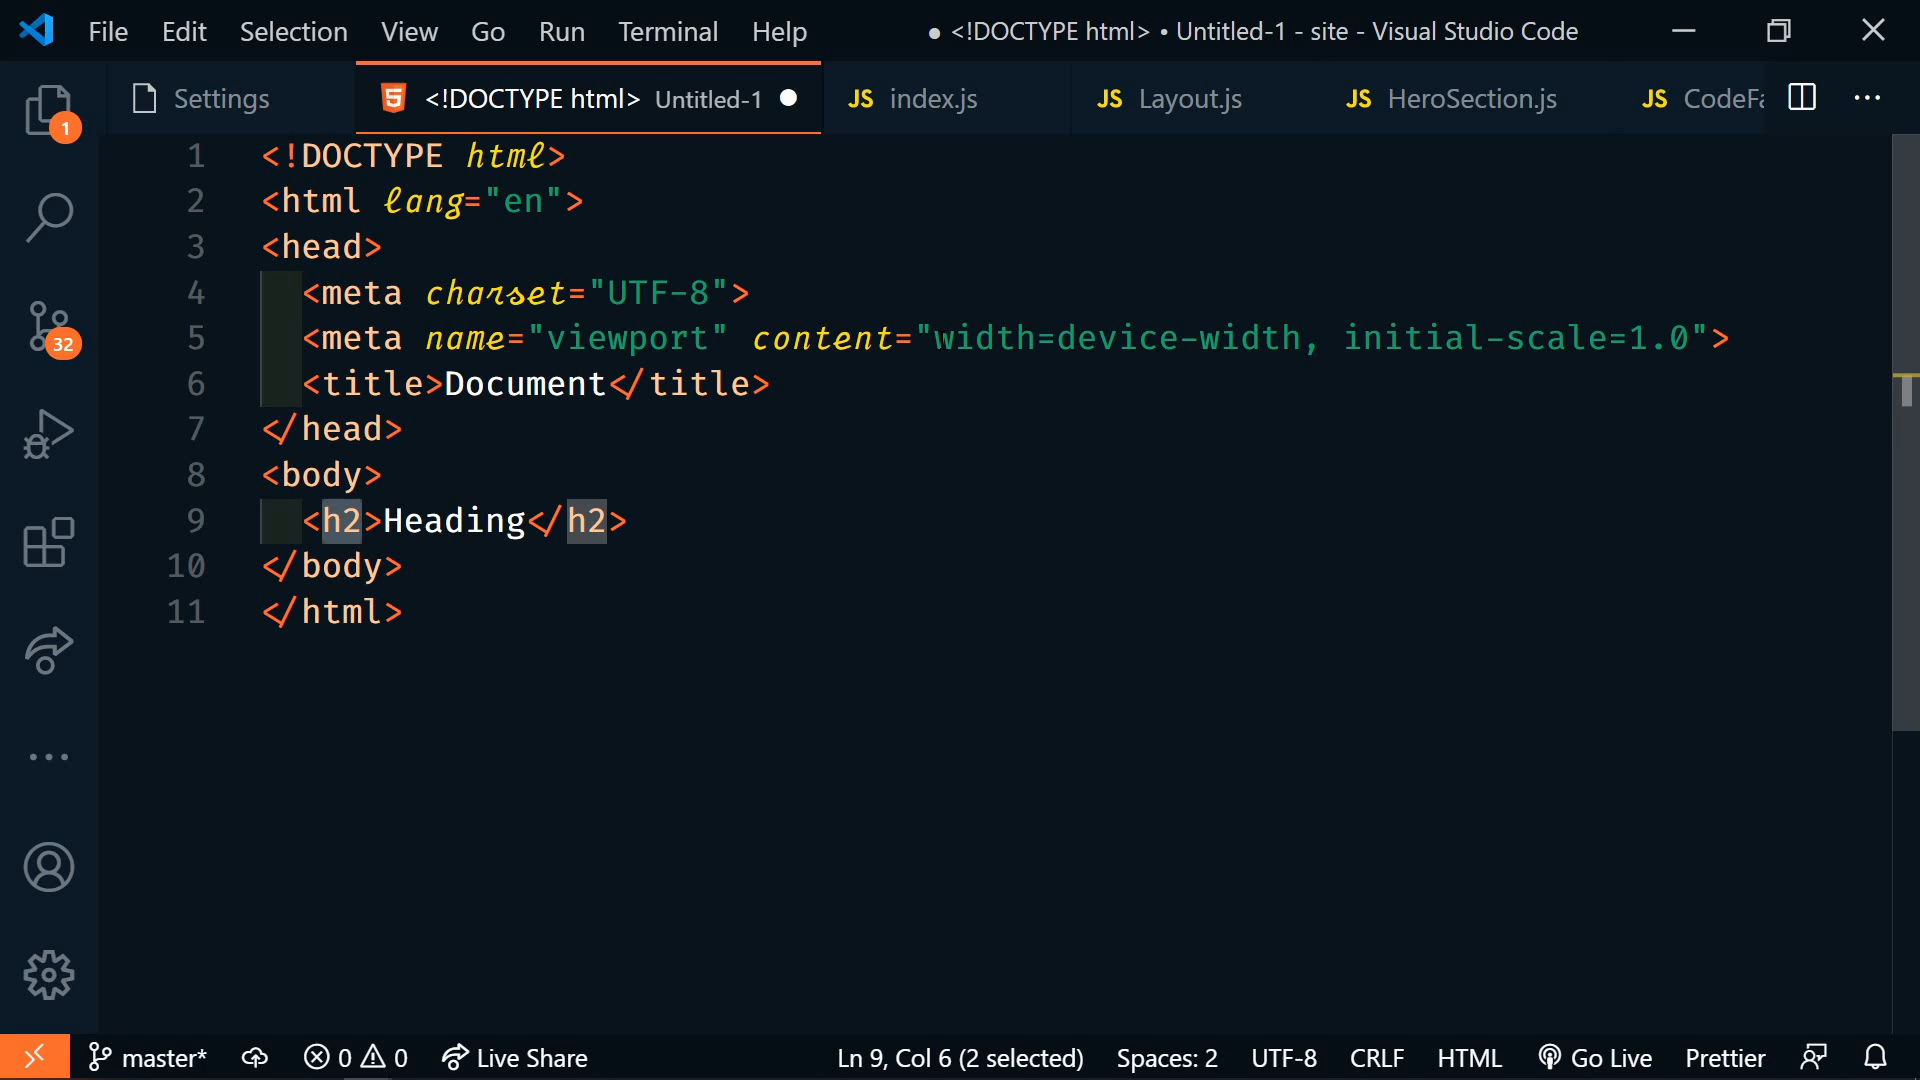 File Edit Selection View Go Run Terminal Help ● <!DOCTYPE html> • Untitled-1 - site - Visual Studio Code
Settings <!DOCTYPE html> Untitled-1 JS index.js JS Layout.js JS HeroSection.js JS CodeFa
1
32
1 <!DOCTYPE html>
2 <html lang="en">
3 <head>
4 <meta charset="UTF-8">
5 <meta name="viewport" content="width=device-width, initial-scale=1.0">
6 <title>Document</title>
7 </head>
8 <body>
9 <h2>Heading</h2>
10 </body>
11 </html>
master* 0 0 Live Share Ln 9, Col 6 (2 selected) Spaces: 2 UTF-8 CRLF HTML Go Live Prettier